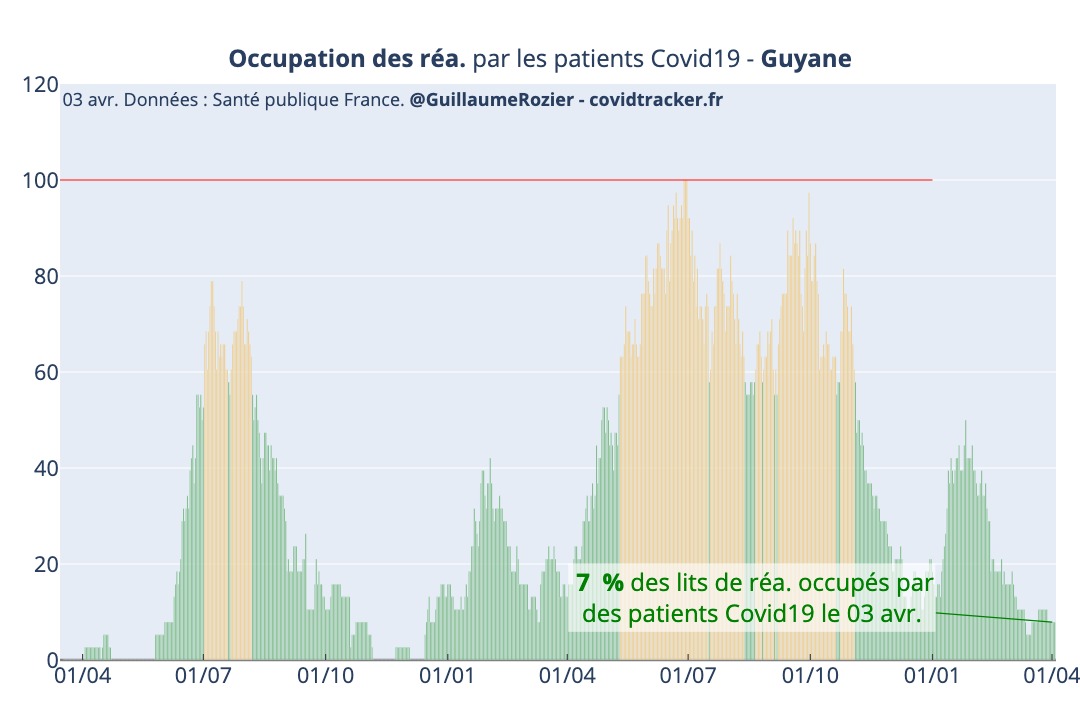 Occupation des réa. par les patients Covid19 - Guyane
03 avr. Données : Santé publique France. @GuillaumeRozier - covidtracker.fr
120
100
80
60
40
20
0
7 % des lits de réa. occupés par
des patients Covid19 le 03 avr.
01/04 01/07 01/10 01/01 01/04 01/07 01/10 01/01 01/04